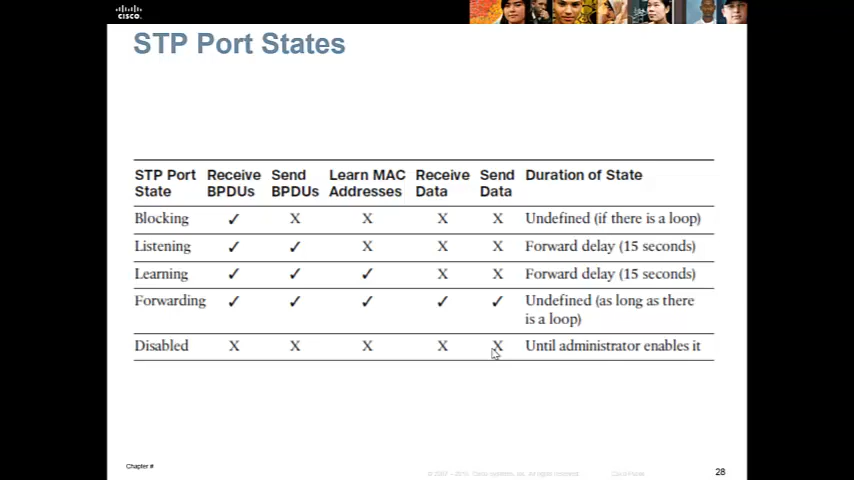 CISCO.
STP Port States
STP Port State Receive BPDUs Send BPDUs Learn MAC Addresses Receive Data Send Data Duration of State
Blocking ✓ X X X X Undefined (if there is a loop)
Listening ✓ ✓ X X X Forward delay (15 seconds)
Learning ✓ ✓ ✓ X X Forward delay (15 seconds)
Forwarding ✓ ✓ ✓ ✓ ✓ Undefined (as long as there
is a loop)
Disabled X X X X X Until administrator enables it
Chapter #
28